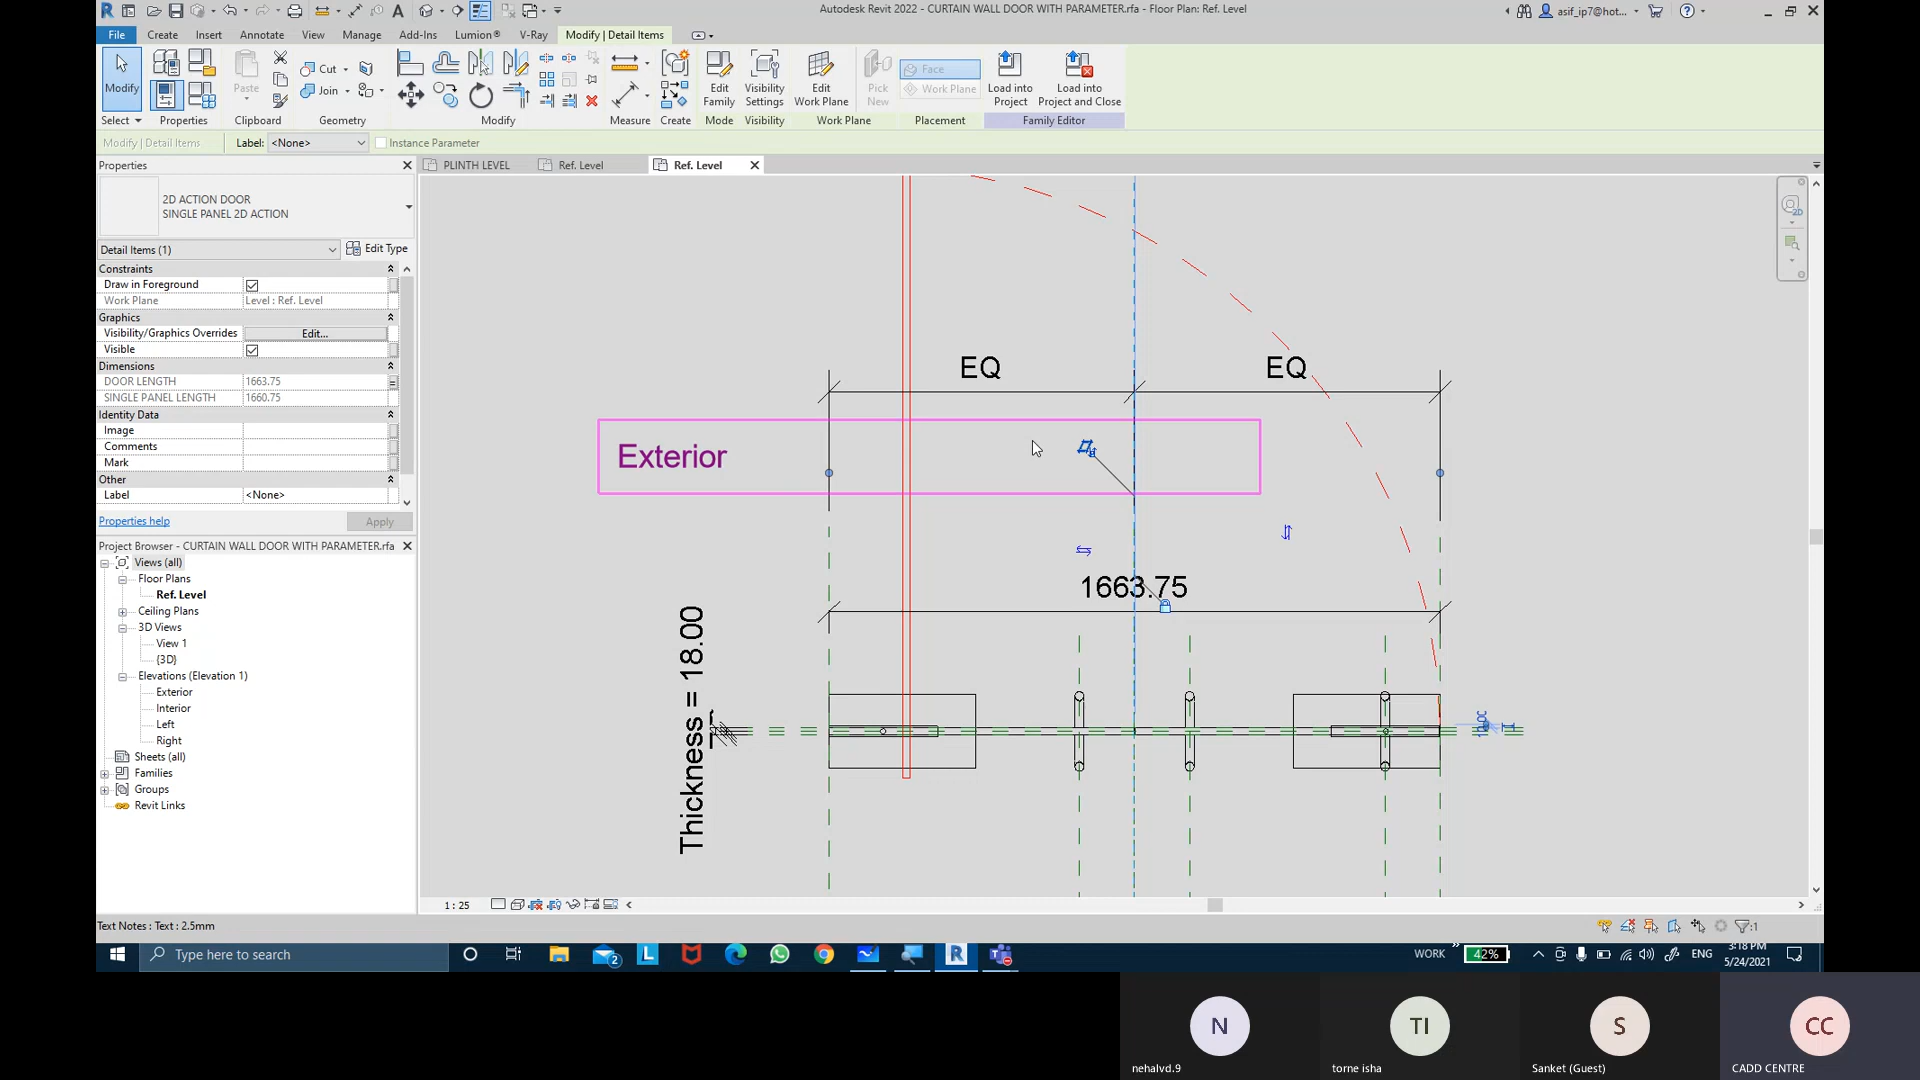 Autodesk Revit 2022 - CURTAIN WALL DOOR WITH PARAMETER.rfa - Floor Plan: Ref. Level
asif_ip7@hot...
File Create Insert Annotate View Manage Add-Ins Lumion® V-Ray Modify | Detail Items
Modify
Paste
Cut
Join
Edit Family
Visibility Settings
Edit Work Plane
Pick New
Face
Work Plane
Load into Project
Load into Project and Close
Select Properties Clipboard Geometry Modify Measure Create Mode Visibility Work Plane Placement Family Editor
Modify | Detail Items Label: <None> Instance Parameter
Properties
PLINTH LEVEL Ref. Level Ref. Level
2D ACTION DOOR
SINGLE PANEL 2D ACTION
Detail Items (1) Edit Type
Constraints
Draw in Foreground
Work Plane Level : Ref. Level
Graphics
Visibility/Graphics Overrides Edit...
Visible
Dimensions
DOOR LENGTH 1663.75
SINGLE PANEL LENGTH 1660.75
Identity Data
Image
Comments
Mark
Other
Label <None>
Properties help Apply
Project Browser - CURTAIN WALL DOOR WITH PARAMETER.rfa
Views (all)
Floor Plans
Ref. Level
Ceiling Plans
3D Views
View 1
{3D}
Elevations (Elevation 1)
Exterior
Interior
Left
Right
Sheets (all)
Families
Groups
Revit Links
EQ EQ
Exterior
1663.75
Thickness = 18.00
1 : 25
Text Notes : Text : 2.5mm
:1
Type here to search
2
L
R
WORK
42%
ENG
3:18 PM
5/24/2021
N
nehalvd.9
TI
torne isha
S
Sanket (Guest)
CC
CADD CENTRE